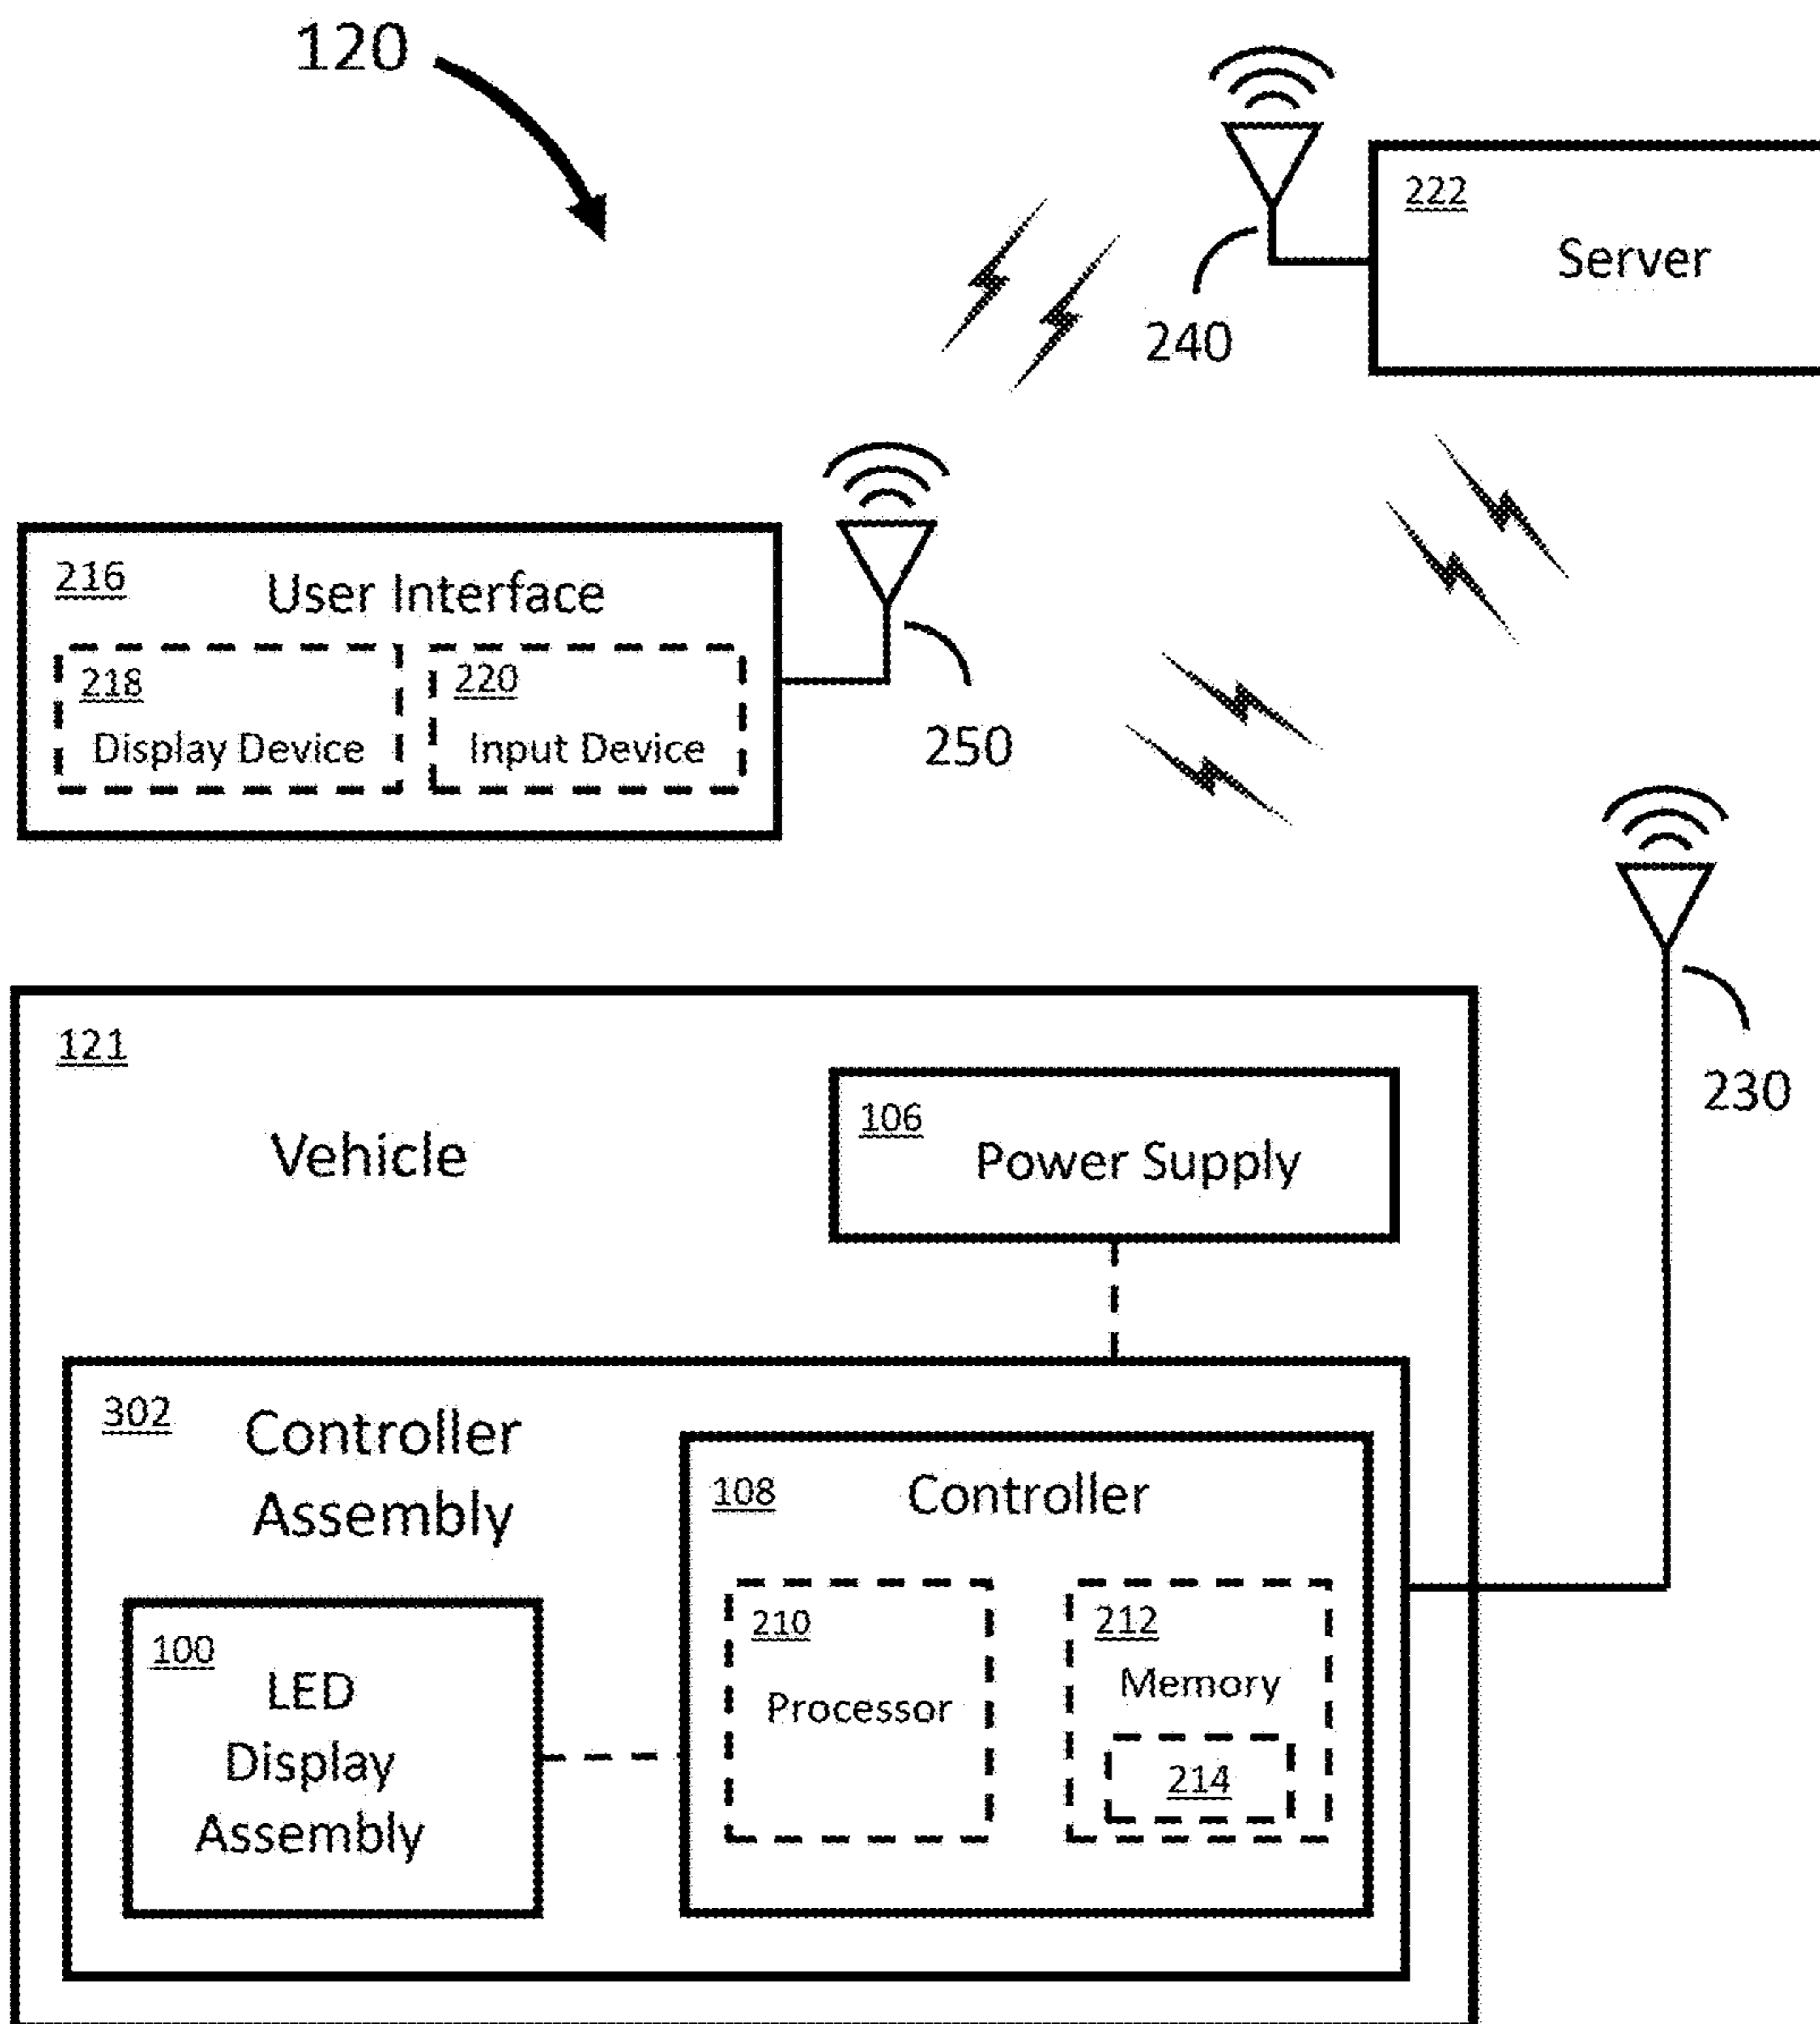 120
222
Server
240
216
User Interface
218
Display Device
220
Input Device
250
230
121
Vehicle
106
Power Supply
302
Controller
Assembly
108
Controller
100
LED
Display
Assembly
210
Processor
212
Memory
214